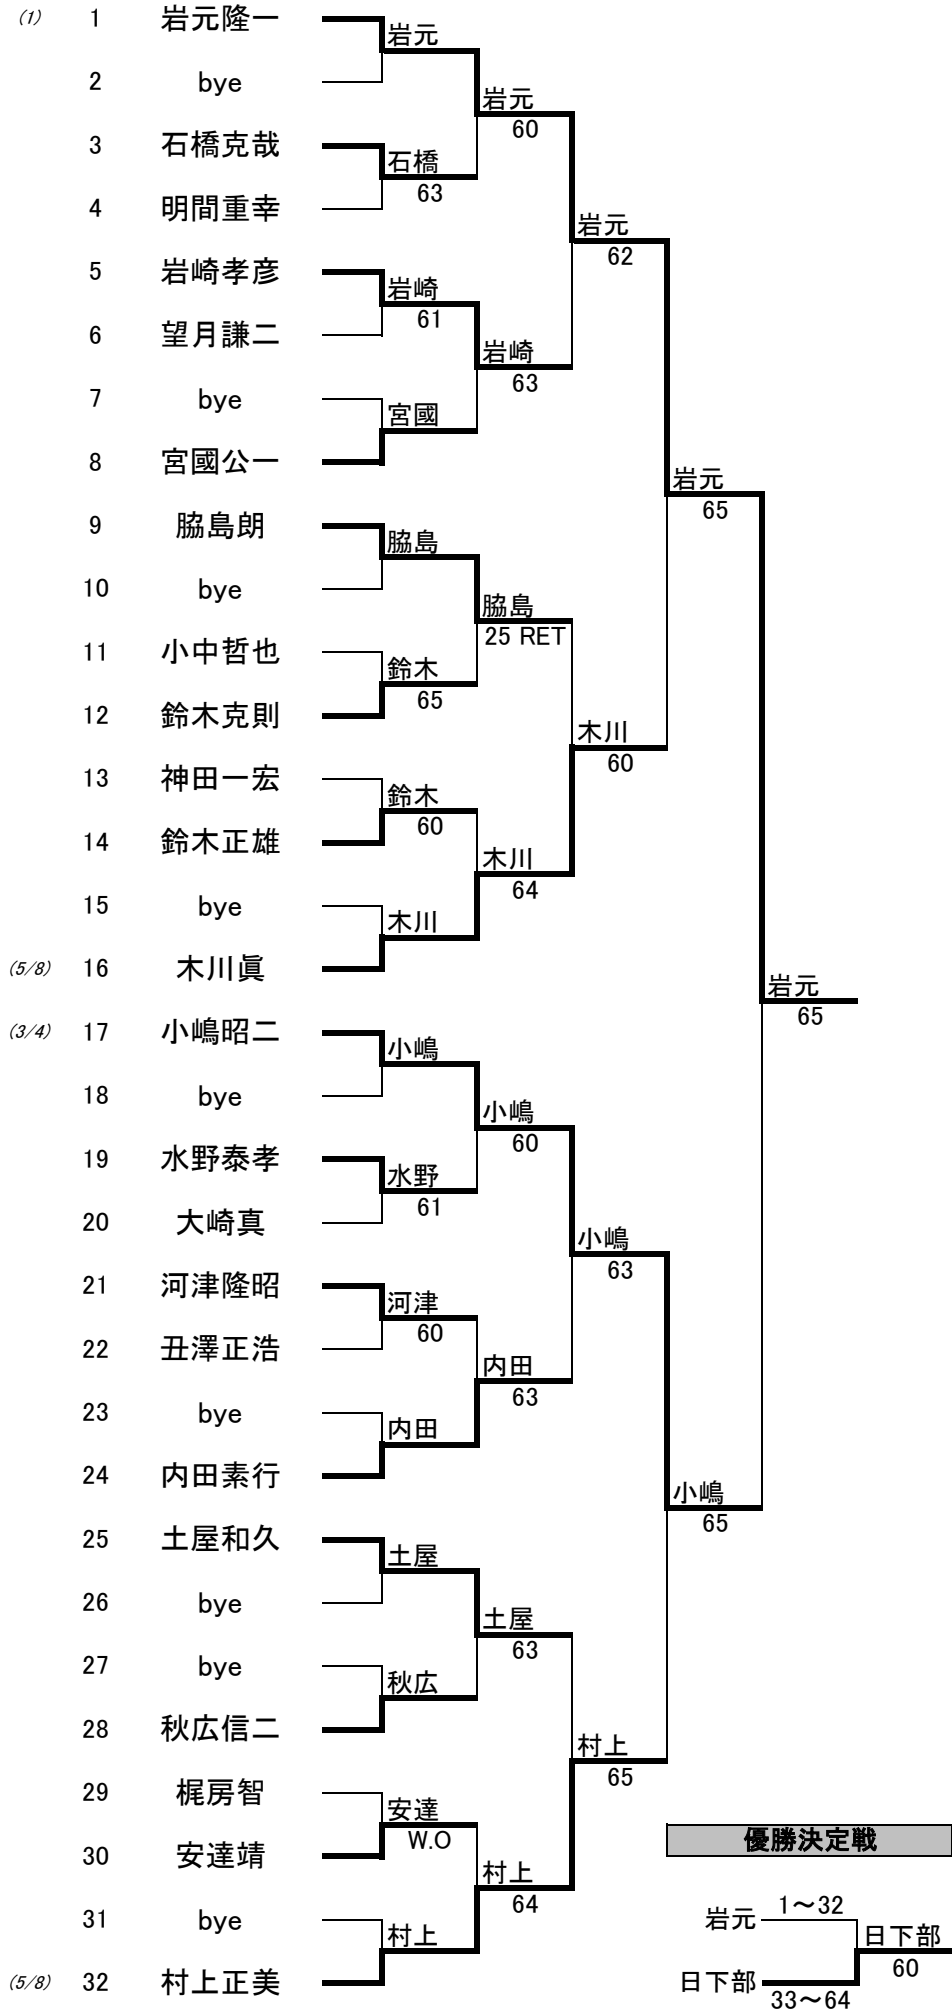 (1) 1 岩元隆一
岩元
2 bye
岩元
60
3 石橋克哉
石橋
63
4 明間重幸
岩元
62
5 岩崎孝彦
岩崎
61
6 望月謙二
岩崎
63
7 bye
宮國
8 宮國公一
岩元
65
9 脇島朗
脇島
10 bye
脇島
25 RET
11 小中哲也
鈴木
65
12 鈴木克則
木川
60
13 神田一宏
鈴木
60
14 鈴木正雄
木川
64
15 bye
木川
(5/8) 16 木川眞
岩元
65
(3/4) 17 小嶋昭二
小嶋
18 bye
小嶋
60
19 水野泰孝
水野
61
20 大崎真
小嶋
63
21 河津隆昭
河津
60
22 丑澤正浩
内田
63
23 bye
内田
24 内田素行
小嶋
65
25 土屋和久
土屋
26 bye
土屋
63
27 bye
秋広
28 秋広信二
村上
65
29 梶房智
安達
W.O
30 安達靖
村上
64
31 bye
村上
(5/8) 32 村上正美
優勝決定戦
岩元 1～32
日下部
60
日下部
33～64